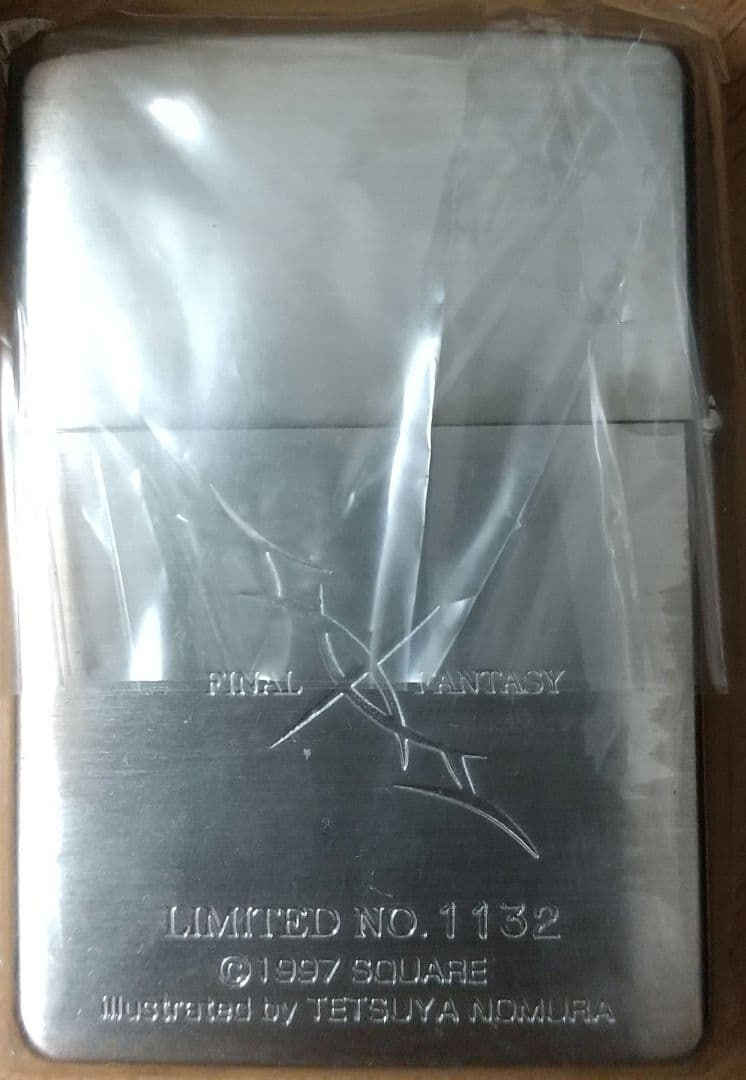 FINAL FANTASY
LIMITED NO. 1132
©1997 SQUARE
illustrated by TETSUYA NOMURA